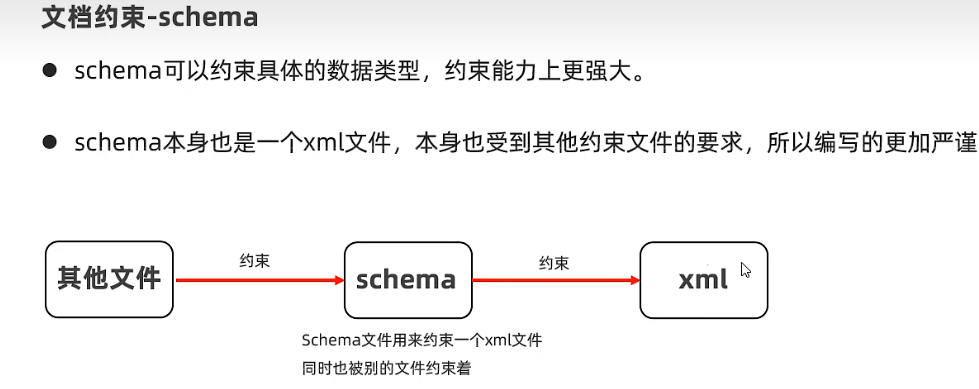 文档约束-schema
● schema可以约束具体的数据类型，约束能力上更强大。
● schema本身也是一个xml文件，本身也受到其他约束文件的要求，所以编写的更加严谨
其他文件 约束 schema 约束 xml
Schema文件用来约束一个xml文件
同时也被别的文件约束着